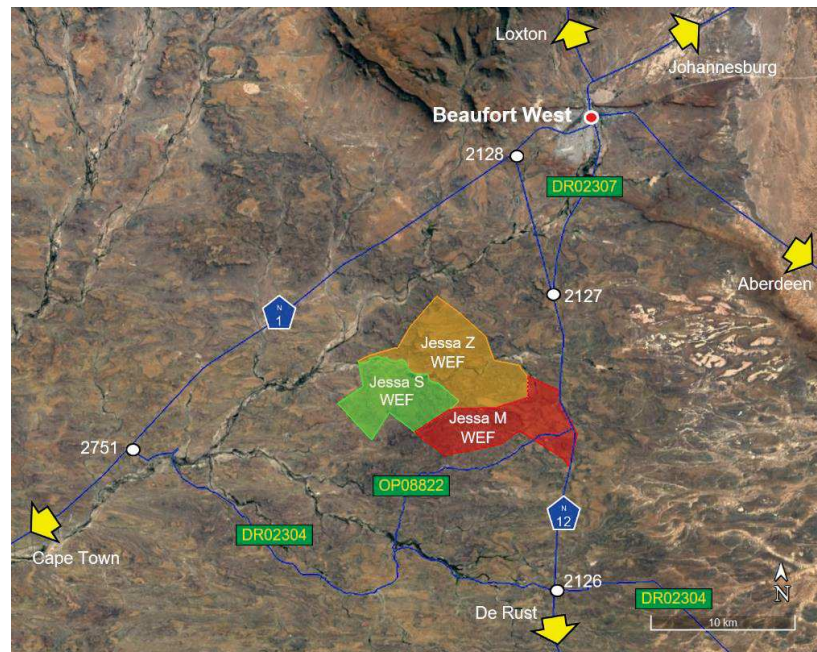 Loxton
Johannesburg
Beaufort West
2128
DR02307
Aberdeen
2127
N
1
Jessa Z
WEF
Jessa S
WEF
Jessa M
WEF
2751
OP08822
N
12
Cape Town
DR02304
2126
De Rust
DR02304
N
10 km